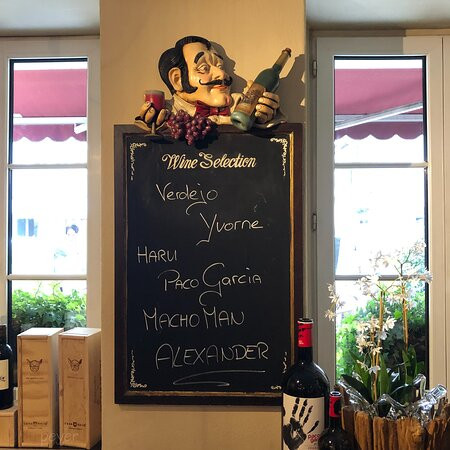 Wine Selection
Verdejo
Yvorne
HARU
PACO GARCIA
MACHO MAN
ALEXANDER